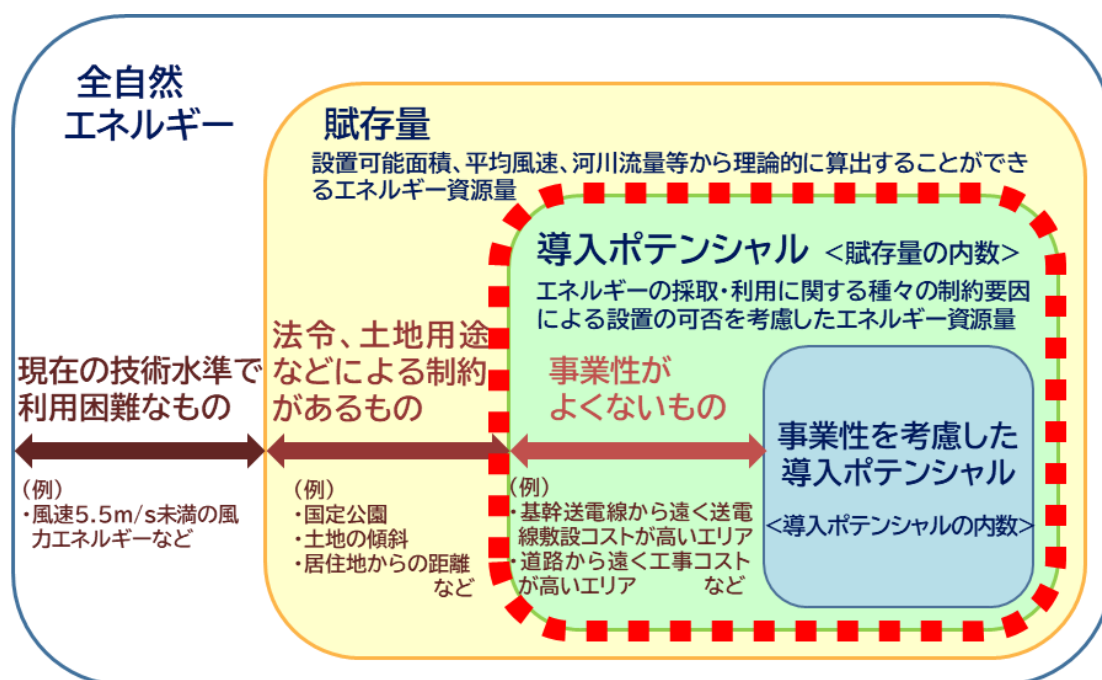 全自然
エネルギー
賦存量
設置可能面積、平均風速、河川流量等から理論的に算出することができ
るエネルギー資源量
導入ポテンシャル <賦存量の内数>
エネルギーの採取・利用に関する種々の制約要因
による設置の可否を考慮したエネルギー資源量
現在の技術水準で
利用困難なもの
(例)
・風速5.5m/s未満の風
力エネルギーなど
法令、土地用途
などによる制約
があるもの
(例)
・国定公園
・土地の傾斜
・居住地からの距離
など
事業性が
よくないもの
(例)
・基幹送電線から遠く送電
線敷設コストが高いエリア
・道路から遠く工事コスト
が高いエリア など
事業性を考慮した
導入ポテンシャル
<導入ポテンシャルの内数>